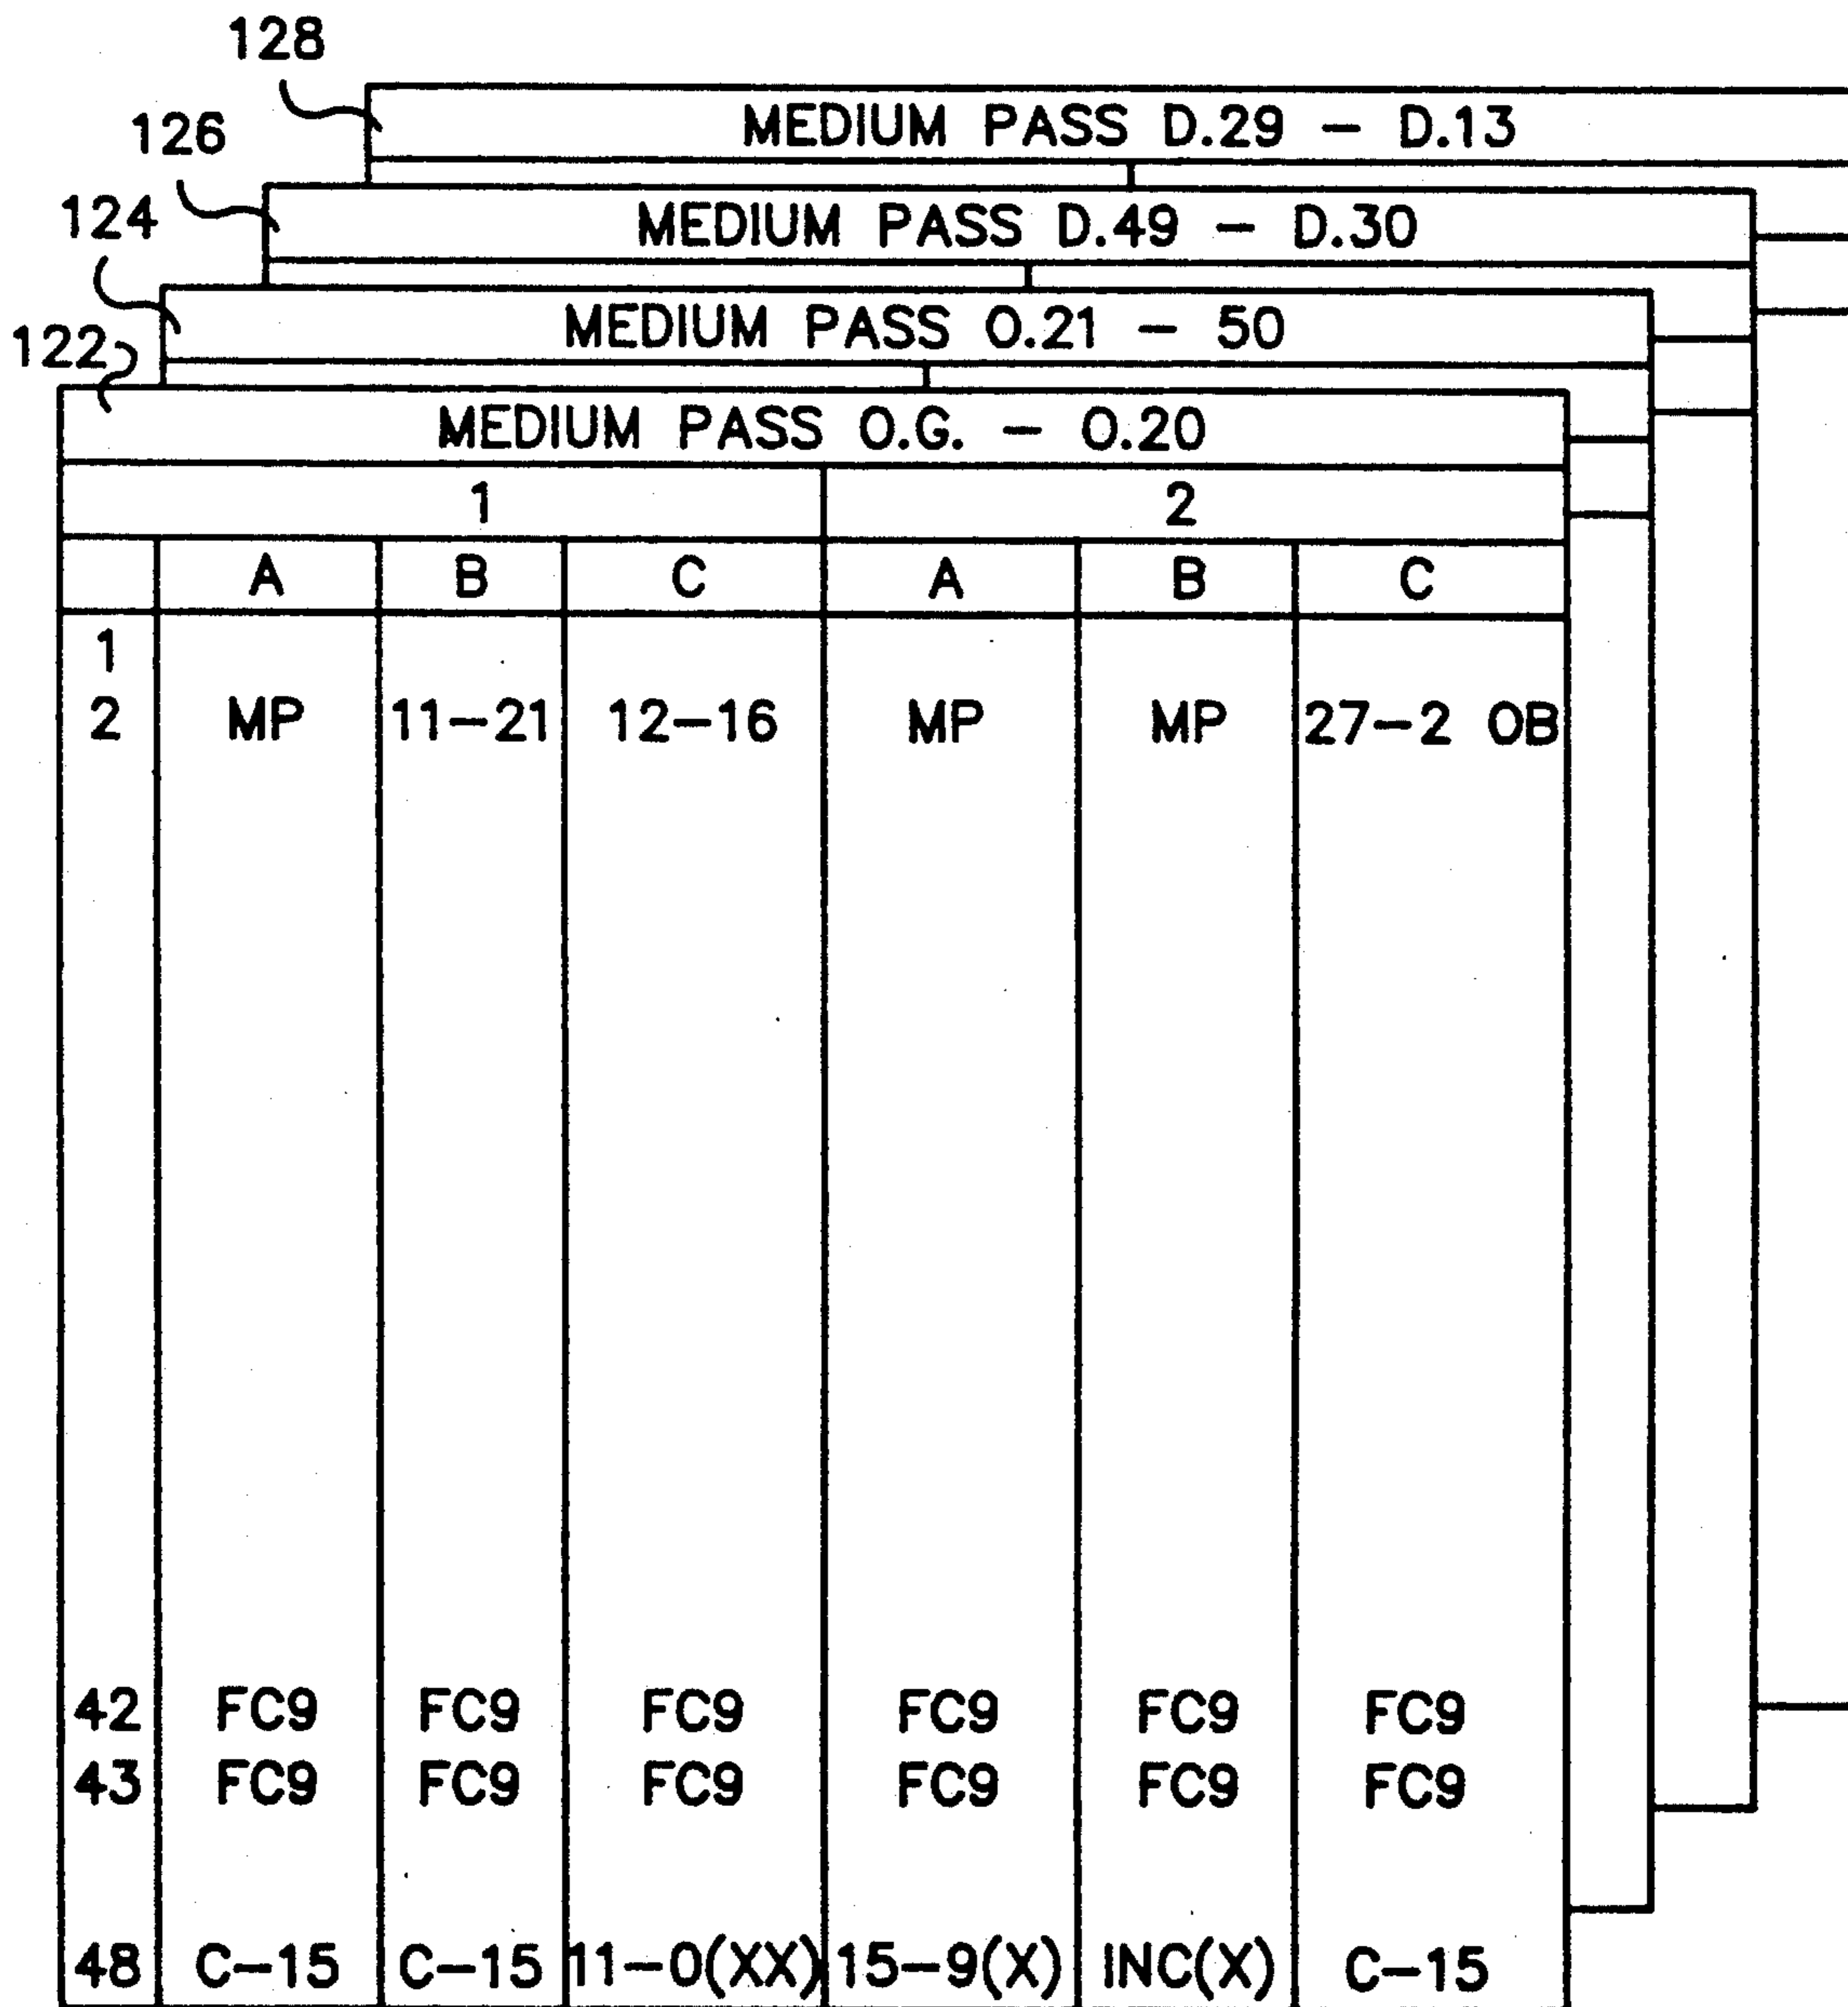 128
MEDIUM PASS D.29 – D.13
126
MEDIUM PASS D.49 – D.30
124
MEDIUM PASS O.21 – 50
122
MEDIUM PASS O.G. – O.20
1 2
A B C A B C
1
2 MP 11–21 12–16 MP MP 27–2 OB
42 FC9 FC9 FC9 FC9 FC9 FC9
43 FC9 FC9 FC9 FC9 FC9 FC9
48 C–15 C–15 11–0(XX) 15–9(X) INC(X) C–15